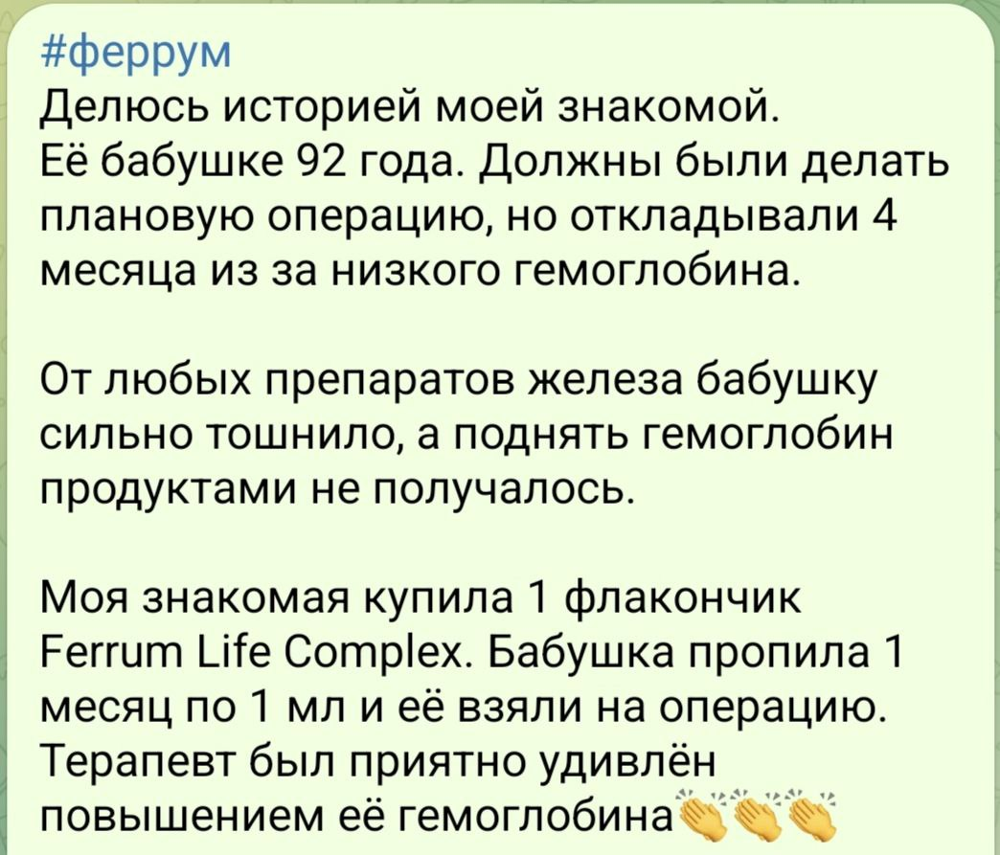 #феррум
Делюсь историей моей знакомой.
Её бабушке 92 года. Должны были делать
плановую операцию, но откладывали 4
месяца из за низкого гемоглобина.
От любых препаратов железа бабушку
сильно тошнило, а поднять гемоглобин
продуктами не получалось.
Моя знакомая купила 1 флакончик
Ferrum Life Complex. Бабушка пропила 1
месяц по 1 мл и её взяли на операцию.
Терапевт был приятно удивлён
повышением её гемоглобина👏👏👏